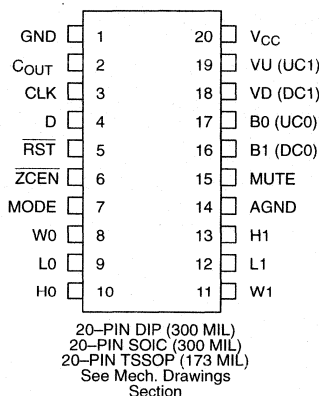 GND 1 20 VCC
COUT 2 19 VU (UC1)
CLK 3 18 VD (DC1)
D 4 17 B0 (UC0)
RST 5 16 B1 (DC0)
ZCEN 6 15 MUTE
MODE 7 14 AGND
W0 8 13 H1
L0 9 12 L1
H0 10 11 W1
20–PIN DIP (300 MIL)
20–PIN SOIC (300 MIL)
20–PIN TSSOP (173 MIL)
See Mech. Drawings
Section